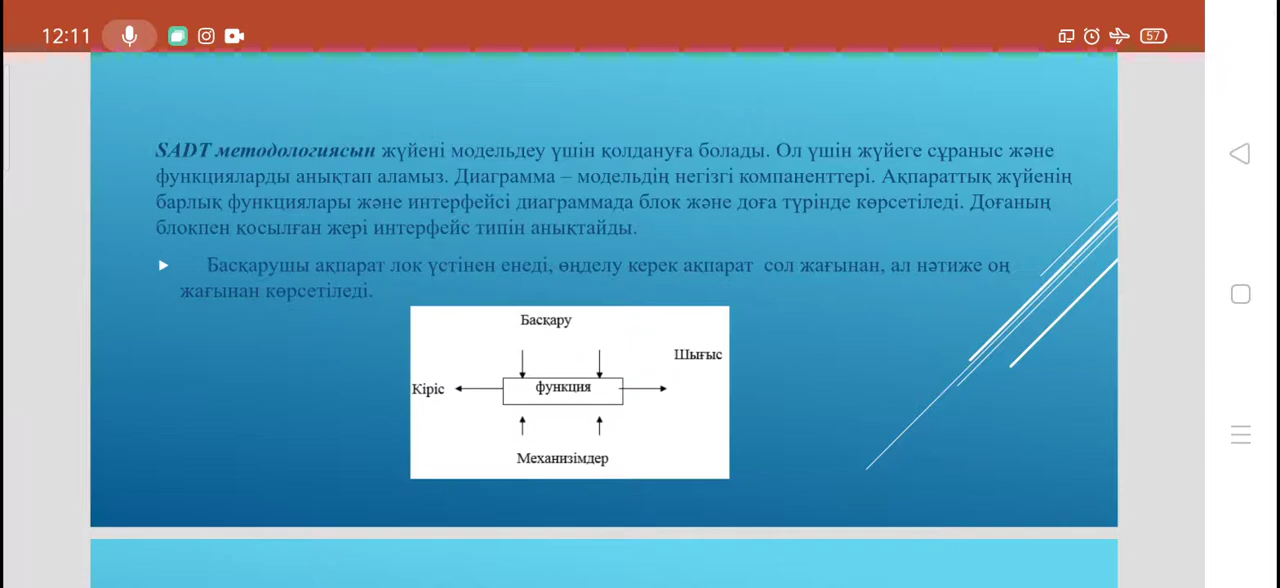 12:11
57
SADT методологиясын жүйені модельдеу үшін қолдануға болады. Ол үшін жүйеге сұраныс және
функцияларды анықтап аламыз. Диаграмма – модельдің негізгі компаненттері. Ақпараттық жүйенің
барлық функциялары және интерфейсі диаграммада блок және доға түрінде көрсетіледі. Доғаның
блокпен қосылған жері интерфейс типін анықтайды.
Басқарушы ақпарат лок үстінен енеді, өңделу керек ақпарат сол жағынан, ал нәтиже оң
жағынан көрсетіледі.
Басқару
Шығыс
Кіріс
функция
Механизімдер